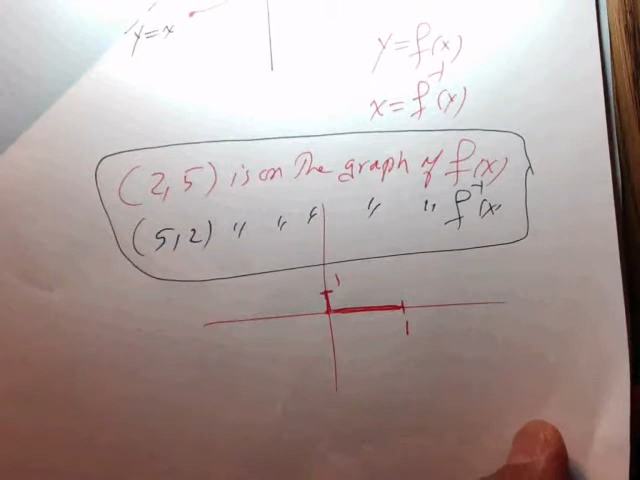 y=x
y=f(x)
x=f⁻¹(x)
(2,5) is on The graph of f(x)
(5,2) " " " " " f⁻¹(x
1
1